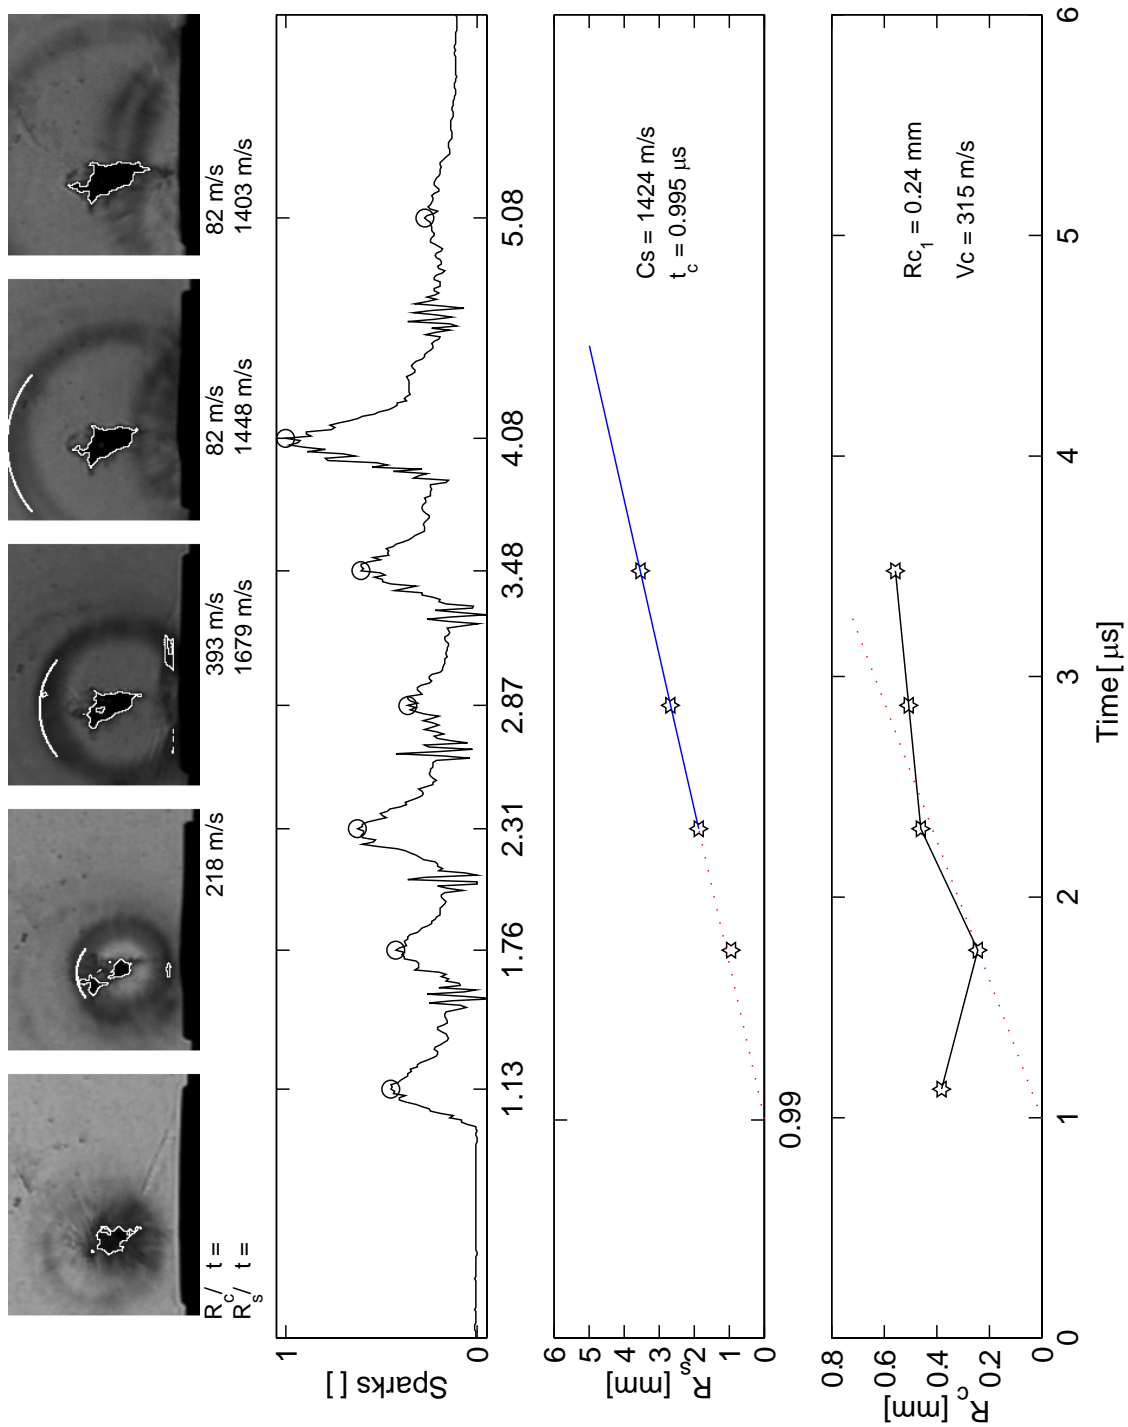 R_c/ t =
218 m/s
393 m/s
82 m/s
82 m/s
R_s/ t =
1679 m/s
1448 m/s
1403 m/s
Sparks [ ]
1
0
1.13
1.76
2.31
2.87
3.48
4.08
5.08
R_s [mm]
6
5
4
3
2
1
0
Cs = 1424 m/s
t_c = 0.995 μs
0.99
R_c [mm]
0.8
0.6
0.4
0.2
0
Rc_1 = 0.24 mm
Vc = 315 m/s
0
1
2
3
4
5
6
Time [ μs]